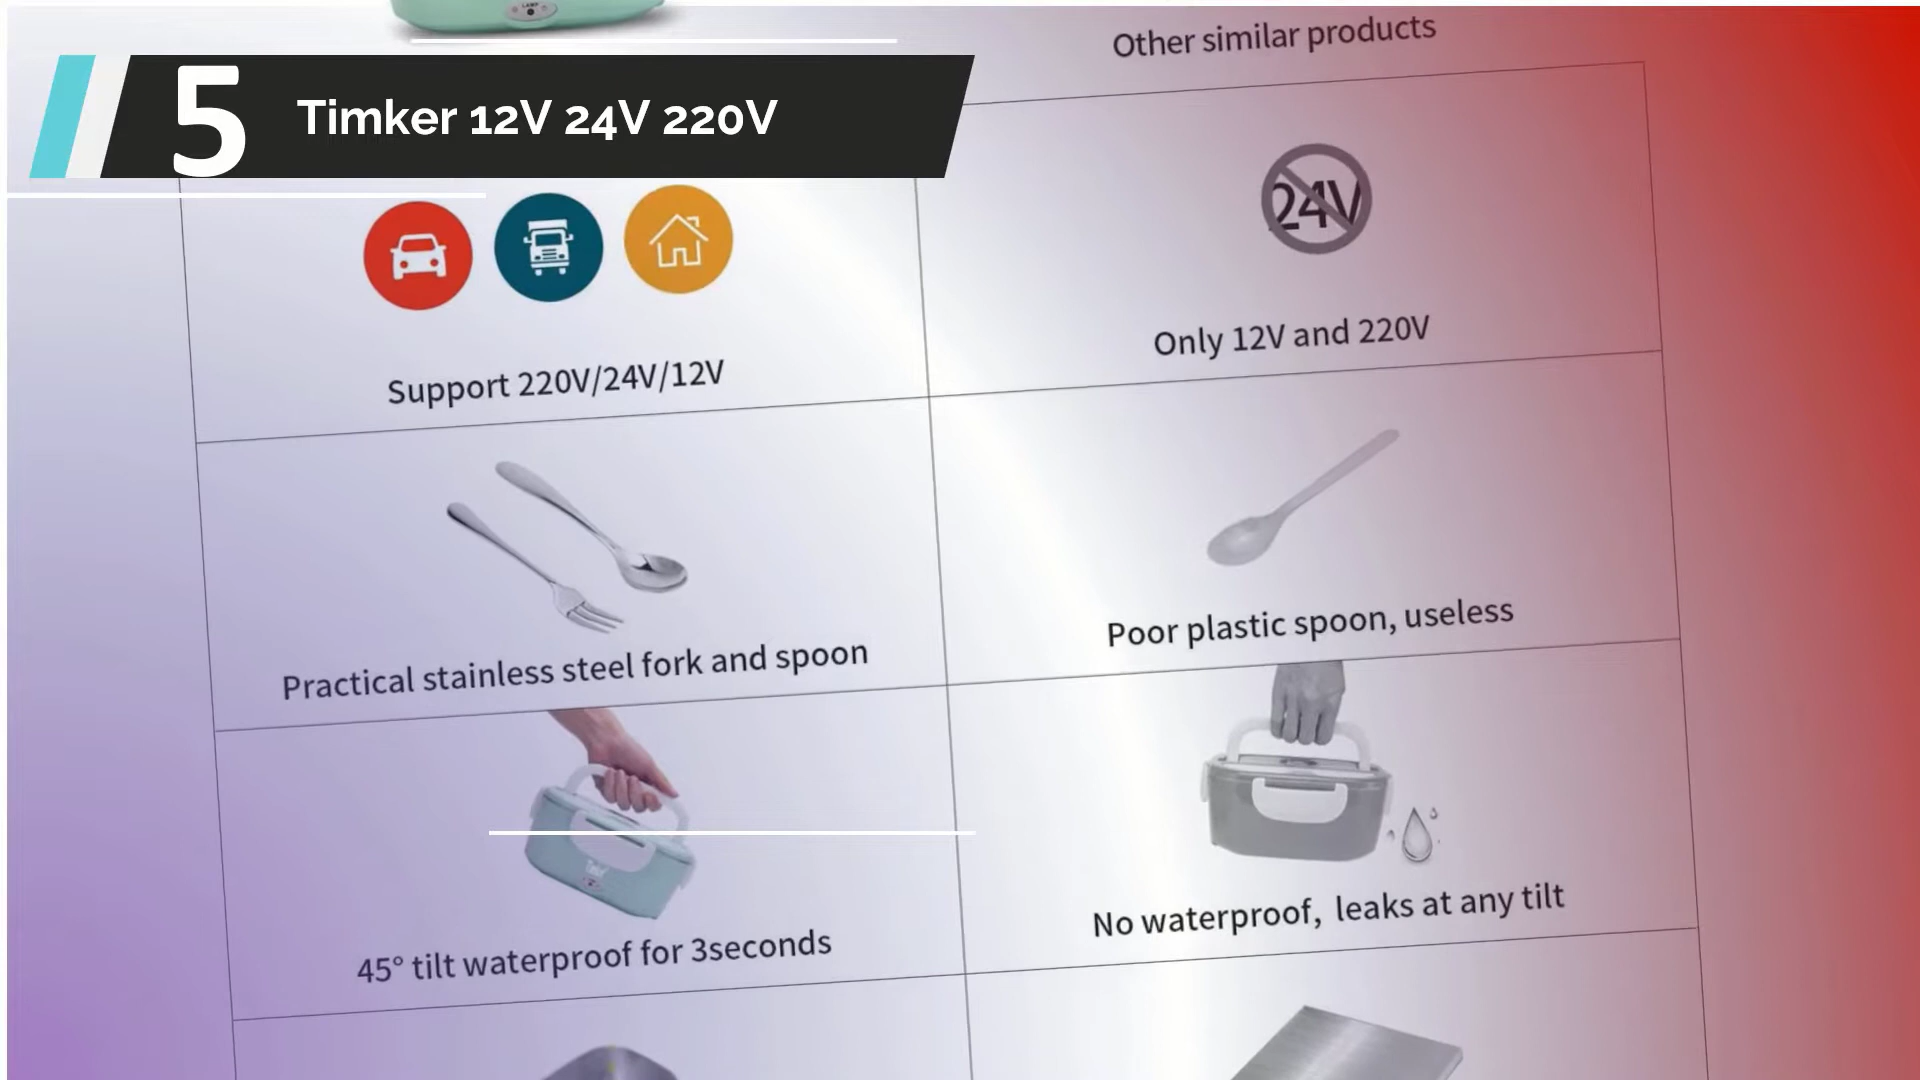 Other similar products
5
Timker 12V 24V 220V
24V
Support 220V/24V/12V
Only 12V and 220V
Practical stainless steel fork and spoon
Poor plastic spoon, useless
45° tilt waterproof for 3seconds
No waterproof, leaks at any tilt